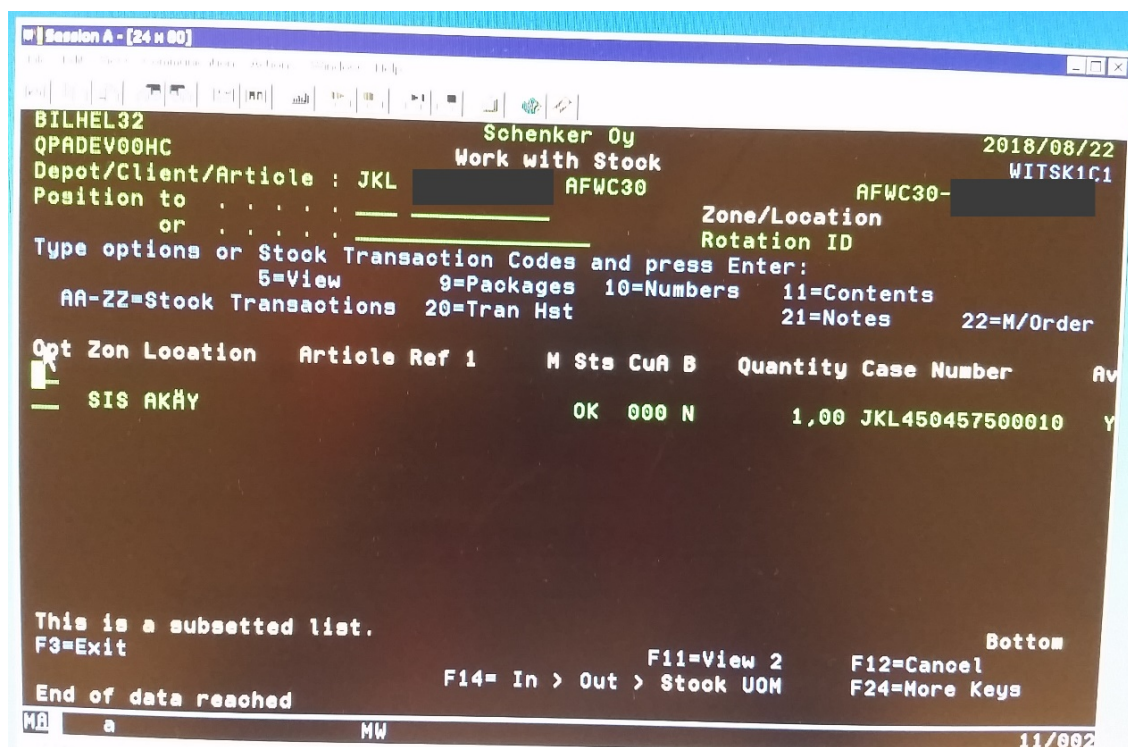 Session A - [24 x 80]
Help
BILHEL32 Schenker Oy 2018/08/22
QPADEV00HC Work with Stock WITSK1C1
Depot/Client/Article : JKL AFWC30 AFWC30-
Position to . . . . . Zone/Location
or . . . . . Rotation ID
Type options or Stock Transaction Codes and press Enter:
5=View 9=Packages 10=Numbers 11=Contents
AA-ZZ=Stock Transactions 20=Tran Hst 21=Notes 22=M/Order
Opt Zon Location Article Ref 1 M Sts CuA B Quantity Case Number Av
SIS AKÄY OK 000 N 1,00 JKL450457500010 Y
This is a subsetted list.
Bottom
F3=Exit F11=View 2 F12=Cancel
F14= In > Out > Stock UOM F24=More Keys
End of data reached
MA a MW 11/002